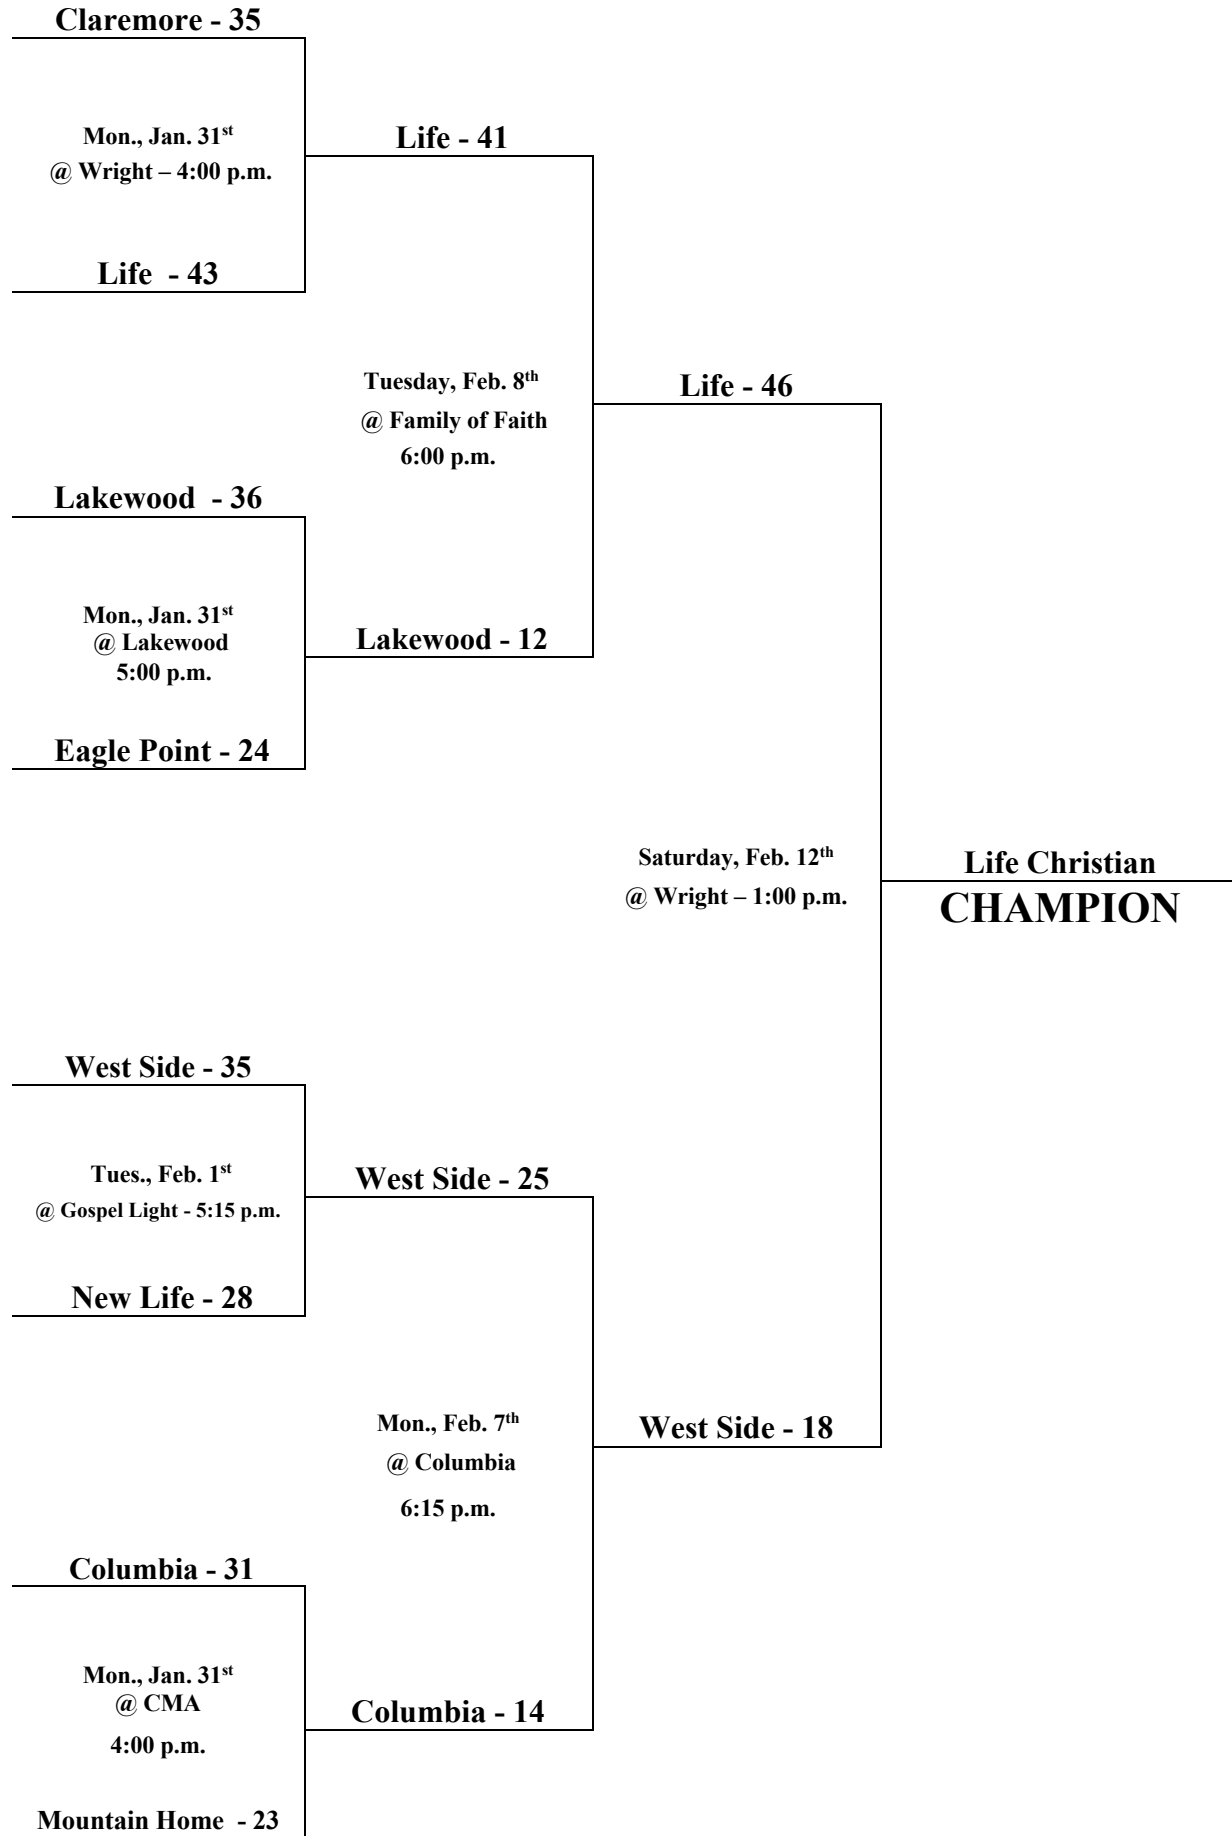 Claremore - 35
Mon., Jan. 31st
@ Wright – 4:00 p.m.
Life - 43
Life - 41
Tuesday, Feb. 8th
@ Family of Faith
6:00 p.m.
Lakewood - 36
Mon., Jan. 31st
@ Lakewood
5:00 p.m.
Eagle Point - 24
Lakewood - 12
Life - 46
Saturday, Feb. 12th
@ Wright – 1:00 p.m.
Life Christian
CHAMPION
West Side - 35
Tues., Feb. 1st
@ Gospel Light - 5:15 p.m.
New Life - 28
West Side - 25
Mon., Feb. 7th
@ Columbia
6:15 p.m.
West Side - 18
Columbia - 31
Mon., Jan. 31st
@ CMA
4:00 p.m.
Mountain Home - 23
Columbia - 14